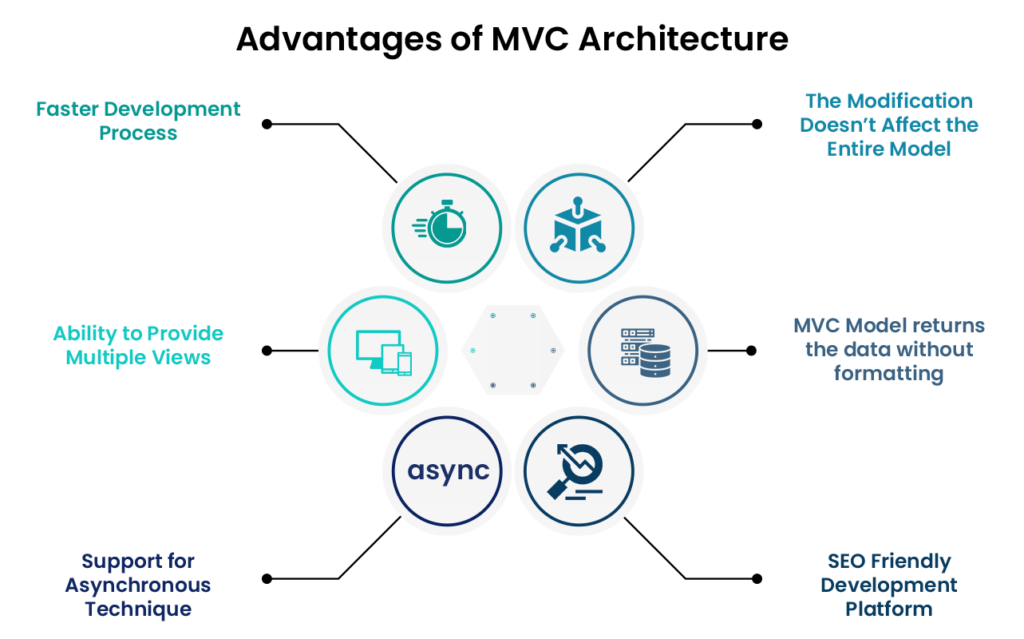 Advantages of MVC Architecture
Faster Development
Process
The Modification
Doesn't Affect the
Entire Model
Ability to Provide
Multiple Views
MVC Model returns
the data without
formatting
async
Support for
Asynchronous
Technique
SEO Friendly
Development
Platform